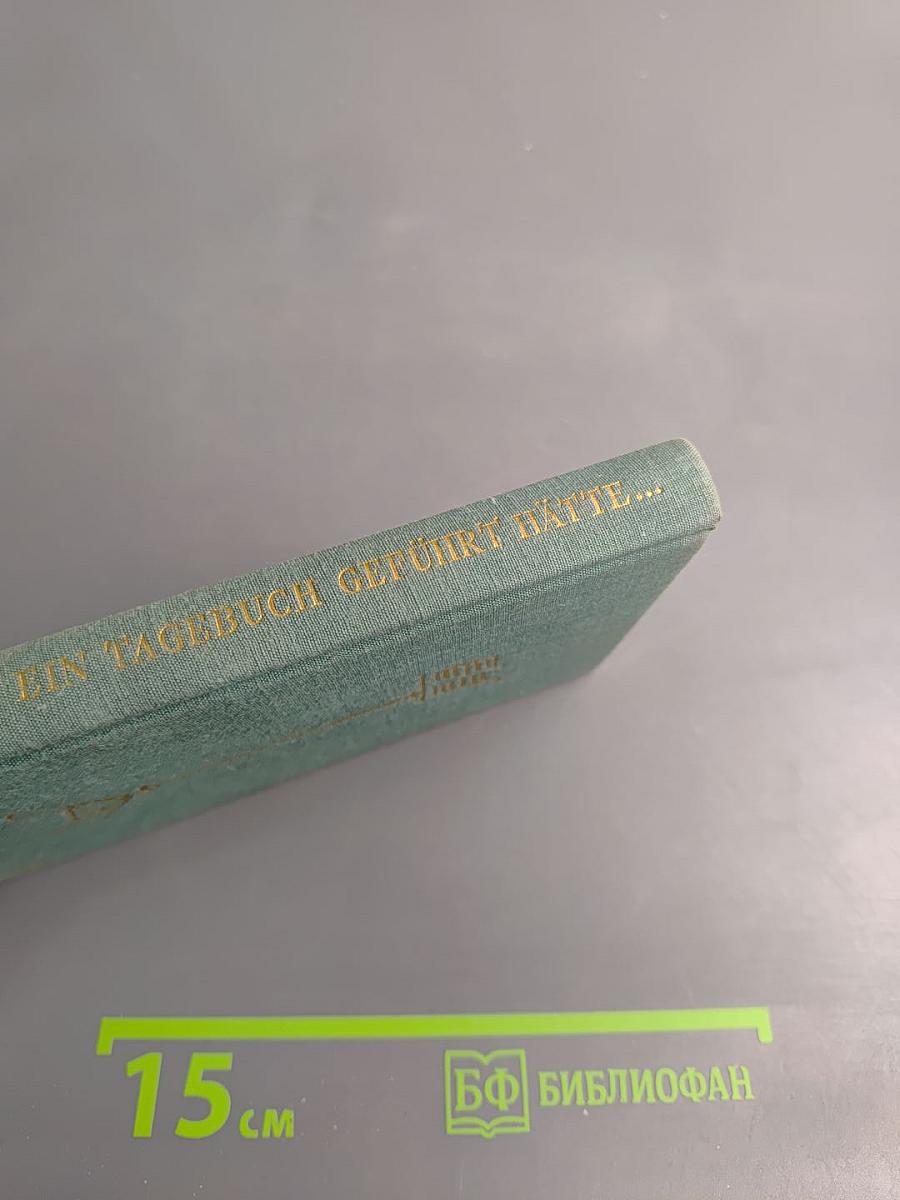 EIN TAGEBUCH GEFÜHRT HÄTTE...
15 см
БФ БИБЛИОФАН